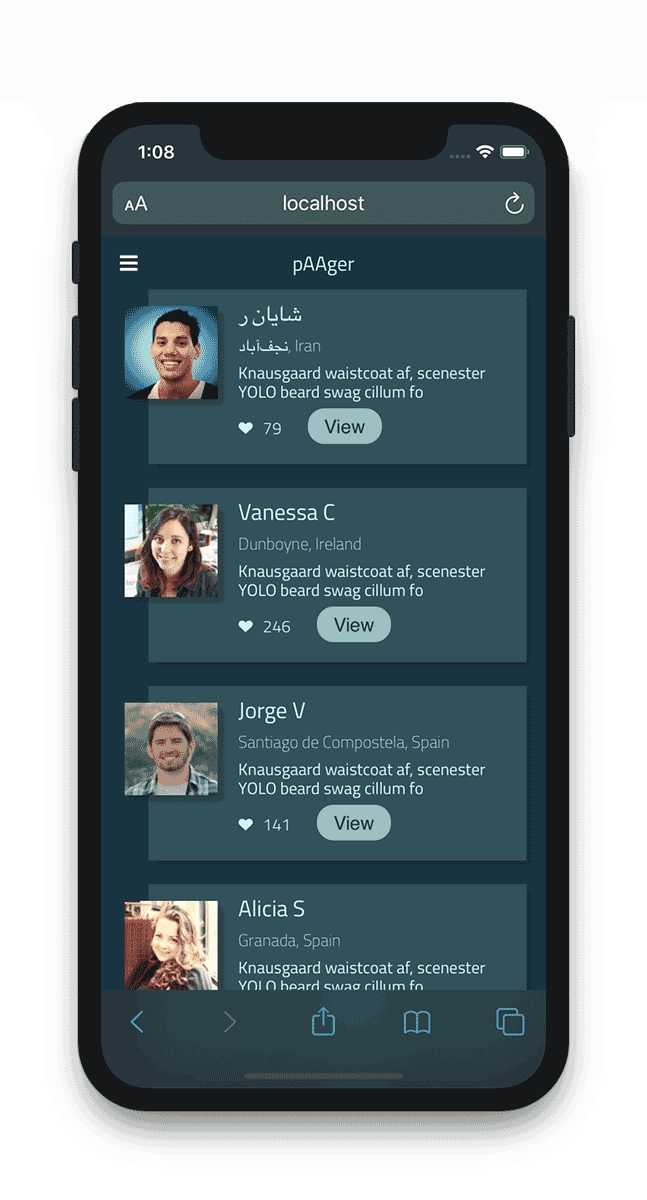 1:08
AA localhost
pAAger
شایان ر
نجف‌آباد, Iran
Knausgaard waistcoat af, scenester
YOLO beard swag cillum fo
79 View
Vanessa C
Dunboyne, Ireland
Knausgaard waistcoat af, scenester
YOLO beard swag cillum fo
246 View
Jorge V
Santiago de Compostela, Spain
Knausgaard waistcoat af, scenester
YOLO beard swag cillum fo
141 View
Alicia S
Granada, Spain
Knausgaard waistcoat af, scenester
YOLO beard swag cillum fo